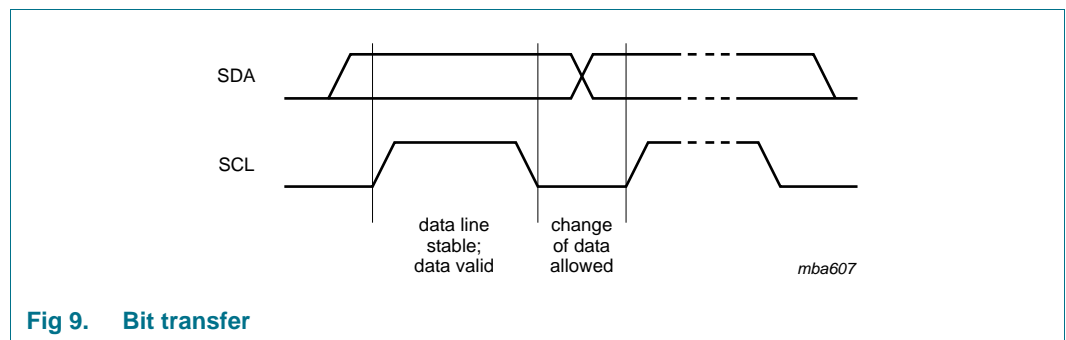 SDA
SCL
data line
stable;
data valid
change
of data
allowed
mba607
Fig 9. Bit transfer